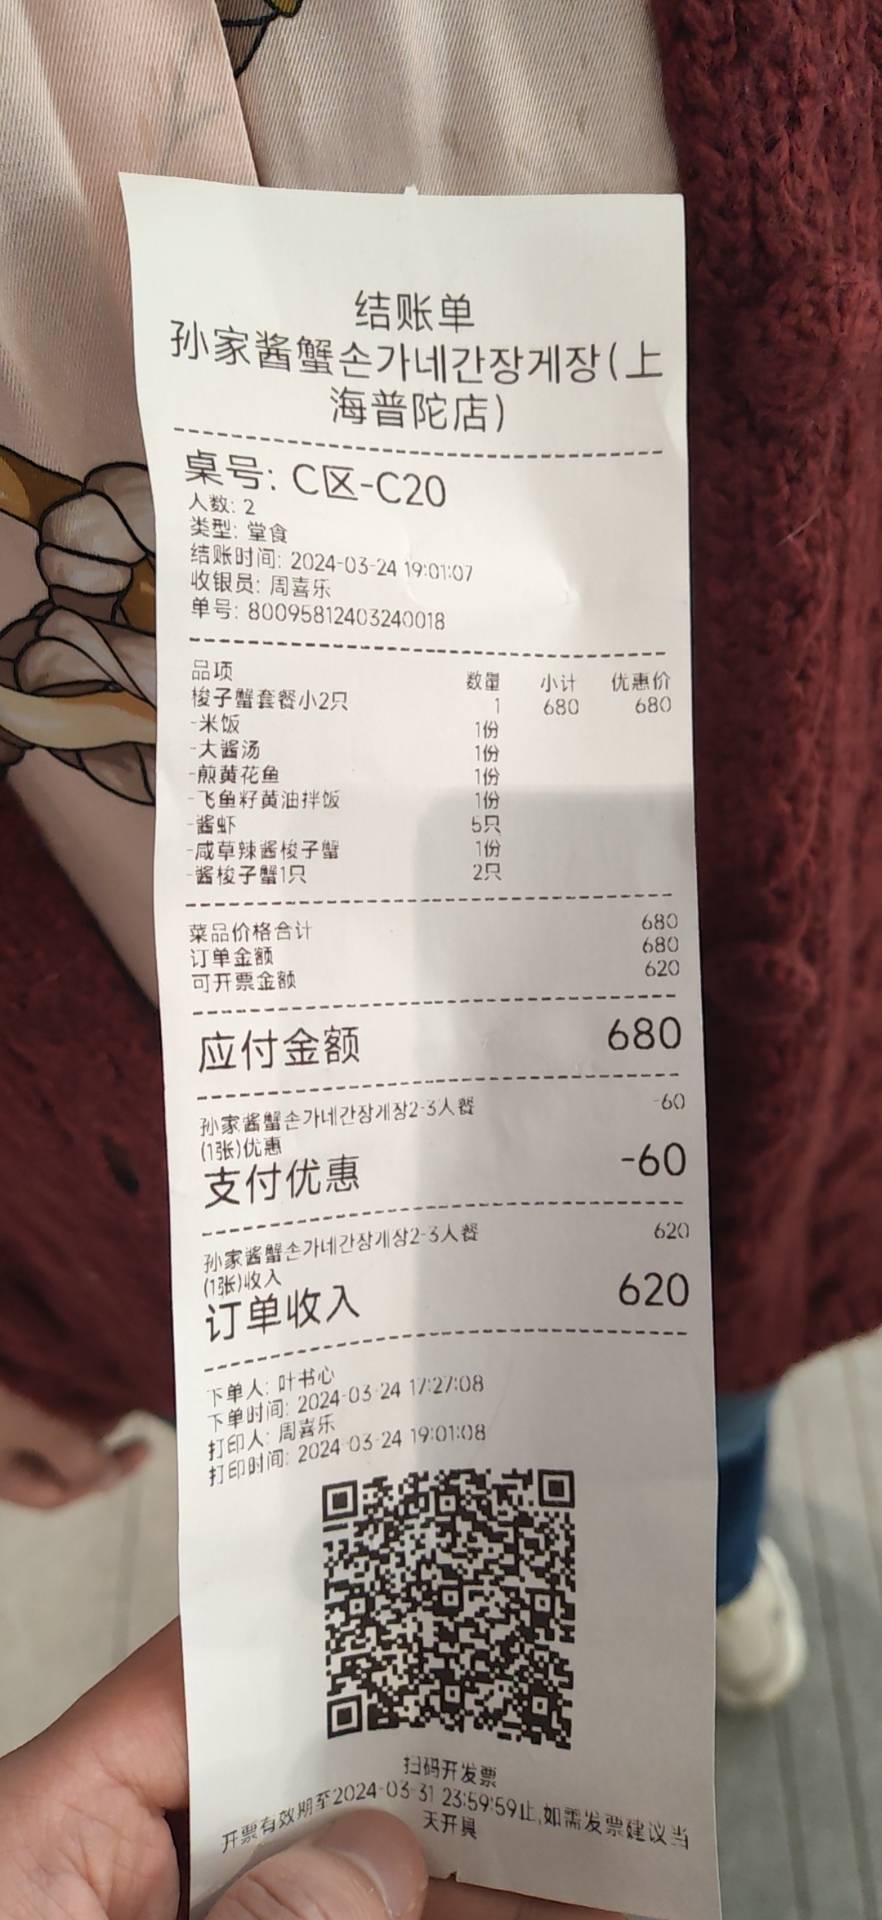 结账单
孙家酱蟹손가네간장게장(上
海普陀店)
桌号: C区-C20
人数: 2
类型: 堂食
结账时间: 2024-03-24 19:01:07
收银员: 周喜乐
单号: 80095812403240018
品项 数量 小计 优惠价
梭子蟹套餐小2只 1 680 680
-米饭 1份
-大酱汤 1份
-煎黄花鱼 1份
-飞鱼籽黄油拌饭 1份
-酱虾 5只
-咸草辣酱梭子蟹 1份
-酱梭子蟹1只 2只
菜品价格合计 680
订单金额 680
可开票金额 620
应付金额 680
孙家酱蟹손가네간장게장2-3人餐 -60
(1张)优惠
支付优惠 -60
孙家酱蟹손가네간장게장2-3人餐 620
(1张)收入
订单收入 620
下单人: 叶书心
下单时间: 2024-03-24 17:27:08
打印人: 周喜乐
打印时间: 2024-03-24 19:01:08
扫码开发票
开票有效期至2024-03-31 23:59:59止,如需发票建议当
天开具